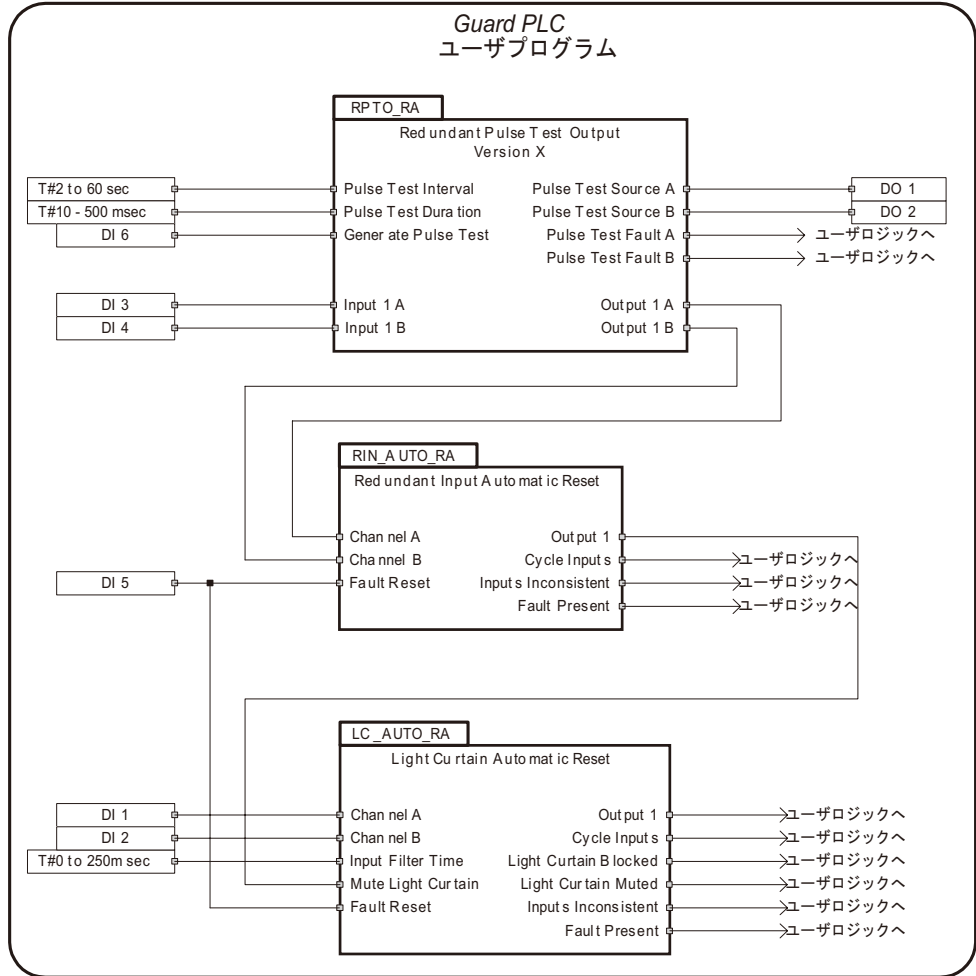 Guard PLC
ユーザプログラム
RPTO_RA
Redundant Pulse Test Output
Version X
T#2 to 60 sec
Pulse Test Interval
Pulse Test Source A
DO 1
T#10 - 500 msec
Pulse Test Duration
Pulse Test Source B
DO 2
DI 6
Generate Pulse Test
Pulse Test Fault A
ユーザロジックへ
Pulse Test Fault B
ユーザロジックへ
DI 3
Input 1 A
Output 1 A
DI 4
Input 1 B
Output 1 B
RIN_AUTO_RA
Redundant Input Automatic Reset
Channel A
Output 1
Channel B
Cycle Inputs
ユーザロジックへ
DI 5
Fault Reset
Inputs Inconsistent
ユーザロジックへ
Fault Present
ユーザロジックへ
LC_AUTO_RA
Light Curtain Automatic Reset
DI 1
Channel A
Output 1
ユーザロジックへ
DI 2
Channel B
Cycle Inputs
ユーザロジックへ
T#0 to 250m sec
Input Filter Time
Light Curtain Blocked
ユーザロジックへ
Mute Light Curtain
Light Curtain Muted
ユーザロジックへ
Fault Reset
Inputs Inconsistent
ユーザロジックへ
Fault Present
ユーザロジックへ